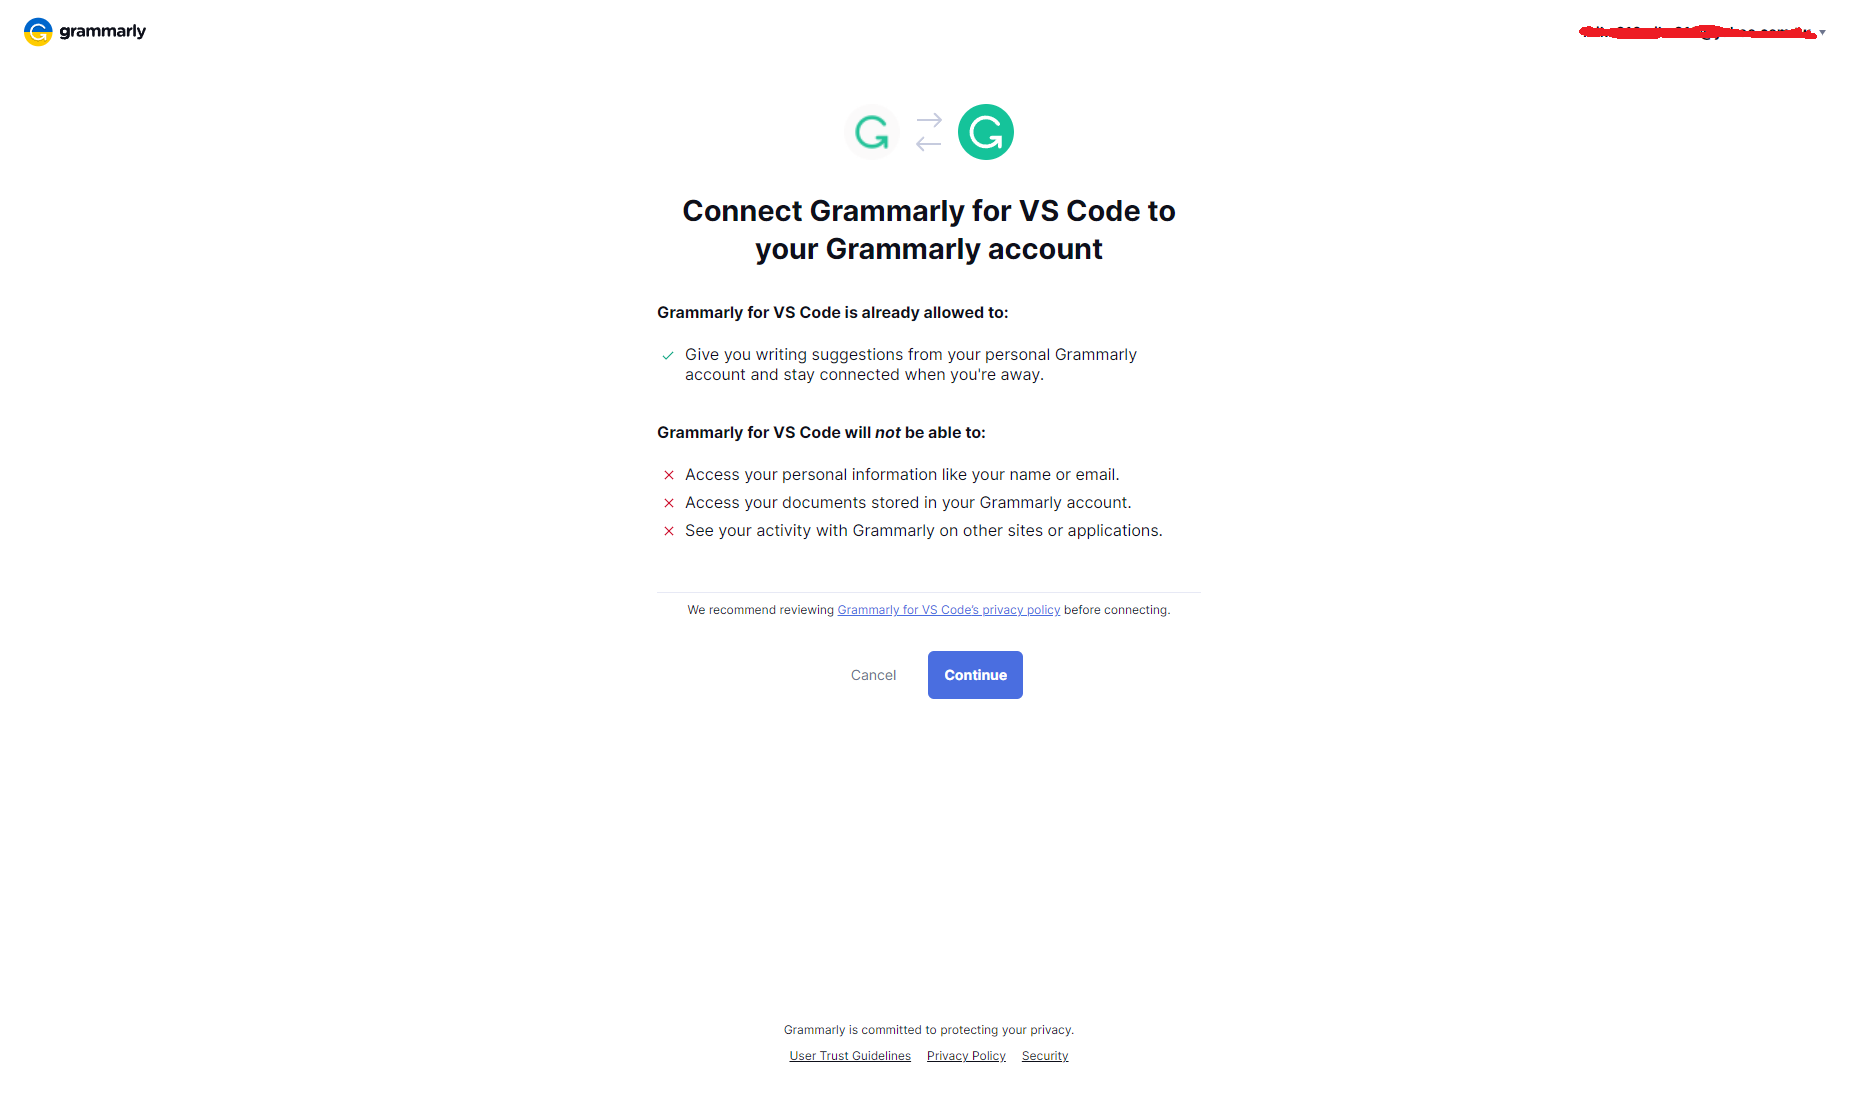 grammarly
Connect Grammarly for VS Code to
your Grammarly account
Grammarly for VS Code is already allowed to:
Give you writing suggestions from your personal Grammarly
account and stay connected when you're away.
Grammarly for VS Code will not be able to:
Access your personal information like your name or email.
Access your documents stored in your Grammarly account.
See your activity with Grammarly on other sites or applications.
We recommend reviewing Grammarly for VS Code’s privacy policy before connecting.
Cancel Continue
Grammarly is committed to protecting your privacy.
User Trust Guidelines Privacy Policy Security